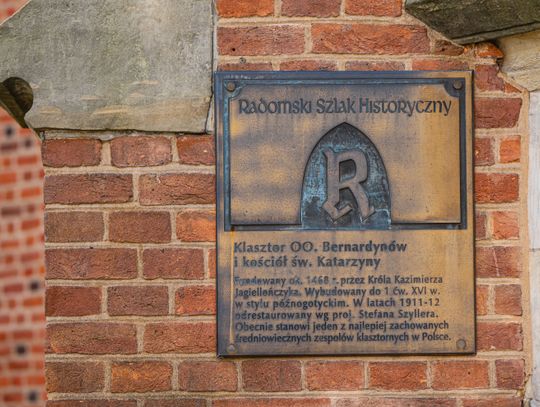 Radomski Szlak Historyczny
R
Klasztor OO. Bernardynów
i kościół św. Katarzyny
Fundowany ok. 1468 r. przez Króla Kazimierza
Jagiellończyka. Wybudowany do 1 ćw. XVI w.
w stylu późnogotyckim. W latach 1911-12
odrestaurowany wg proj. Stefana Szyllera.
Obecnie stanowi jeden z najlepiej zachowanych
średniowiecznych zespołów klasztornych w Polsce.